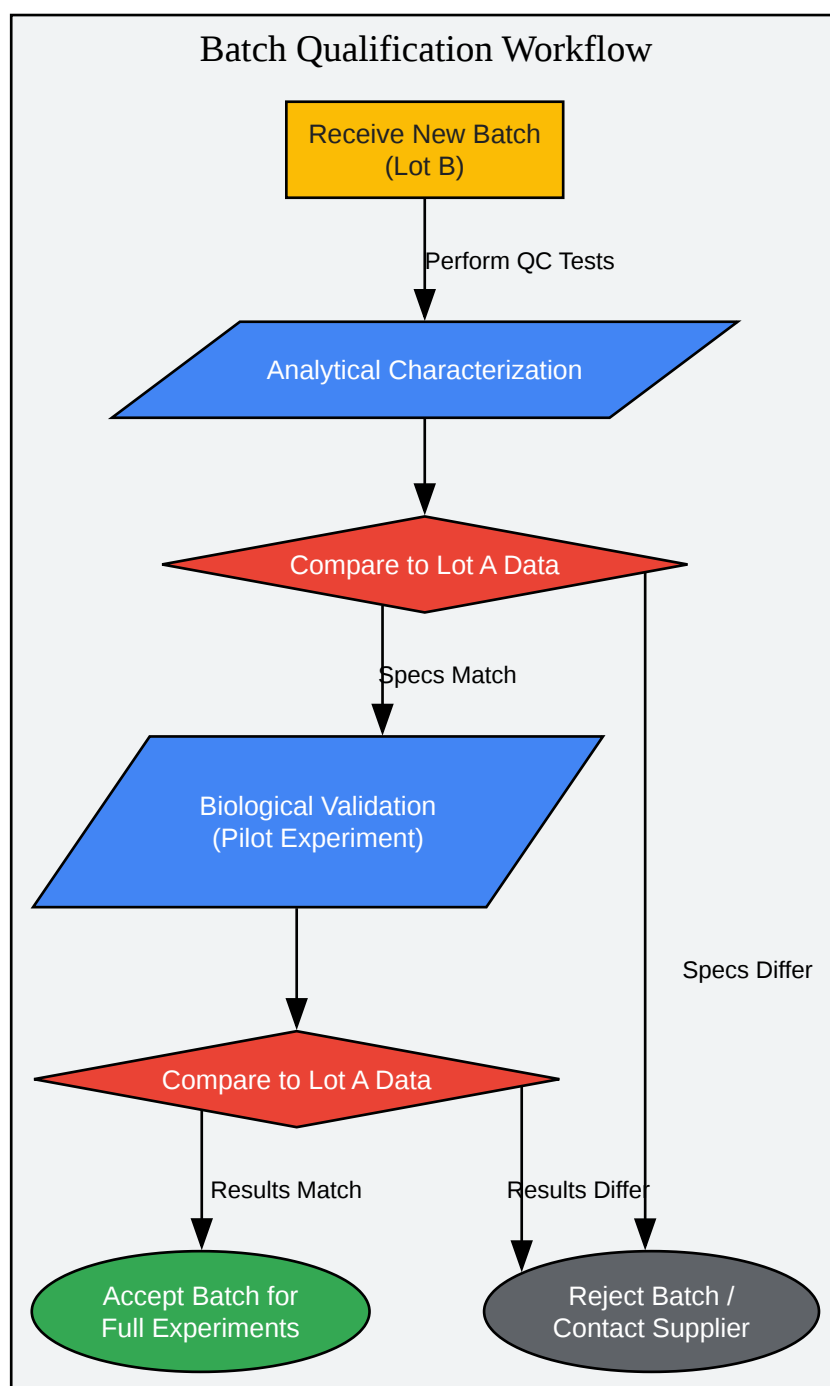 Batch Qualification Workflow
Receive New Batch
(Lot B)
Perform QC Tests
Analytical Characterization
Compare to Lot A Data
Specs Match
Biological Validation
(Pilot Experiment)
Specs Differ
Compare to Lot A Data
Results Match
Results Differ
Accept Batch for
Full Experiments
Reject Batch /
Contact Supplier